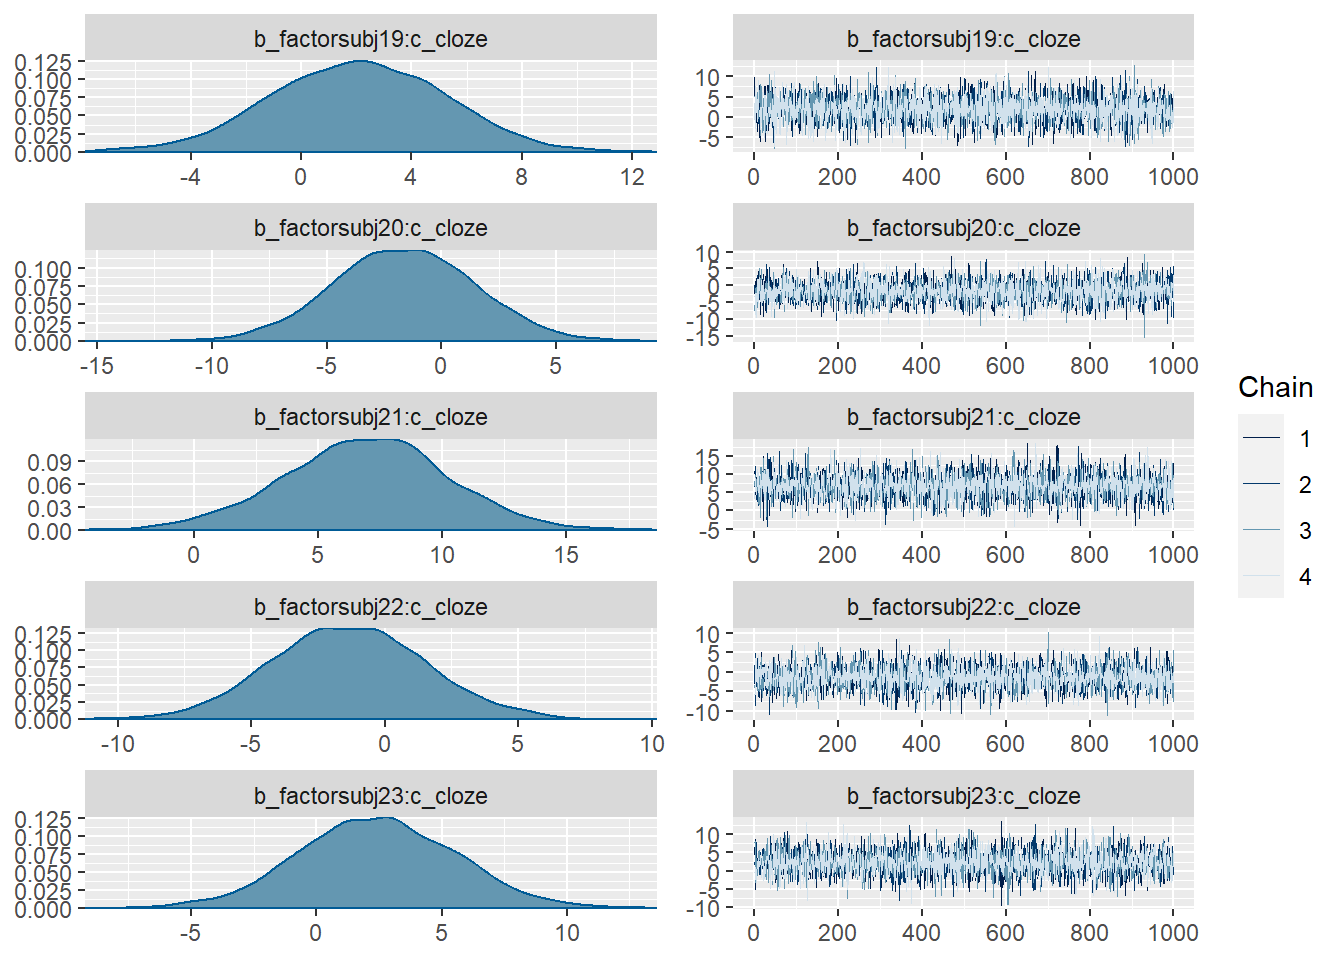 b_factorsubj19:c_cloze
0.125
0.100
0.075
0.050
0.025
0.000
-4 0 4 8 12
b_factorsubj19:c_cloze
10
5
0
-5
0 200 400 600 800 1000
b_factorsubj20:c_cloze
0.100
0.075
0.050
0.025
0.000
-15 -10 -5 0 5
b_factorsubj20:c_cloze
10
5
0
-5
-10
-15
0 200 400 600 800 1000
b_factorsubj21:c_cloze
0.09
0.06
0.03
0.00
0 5 10 15
b_factorsubj21:c_cloze
15
10
5
0
-5
0 200 400 600 800 1000
b_factorsubj22:c_cloze
0.125
0.100
0.075
0.050
0.025
0.000
-10 -5 0 5 10
b_factorsubj22:c_cloze
10
5
0
-5
-10
0 200 400 600 800 1000
b_factorsubj23:c_cloze
0.125
0.100
0.075
0.050
0.025
0.000
-5 0 5 10
b_factorsubj23:c_cloze
10
5
0
-5
-10
0 200 400 600 800 1000
Chain
1
2
3
4